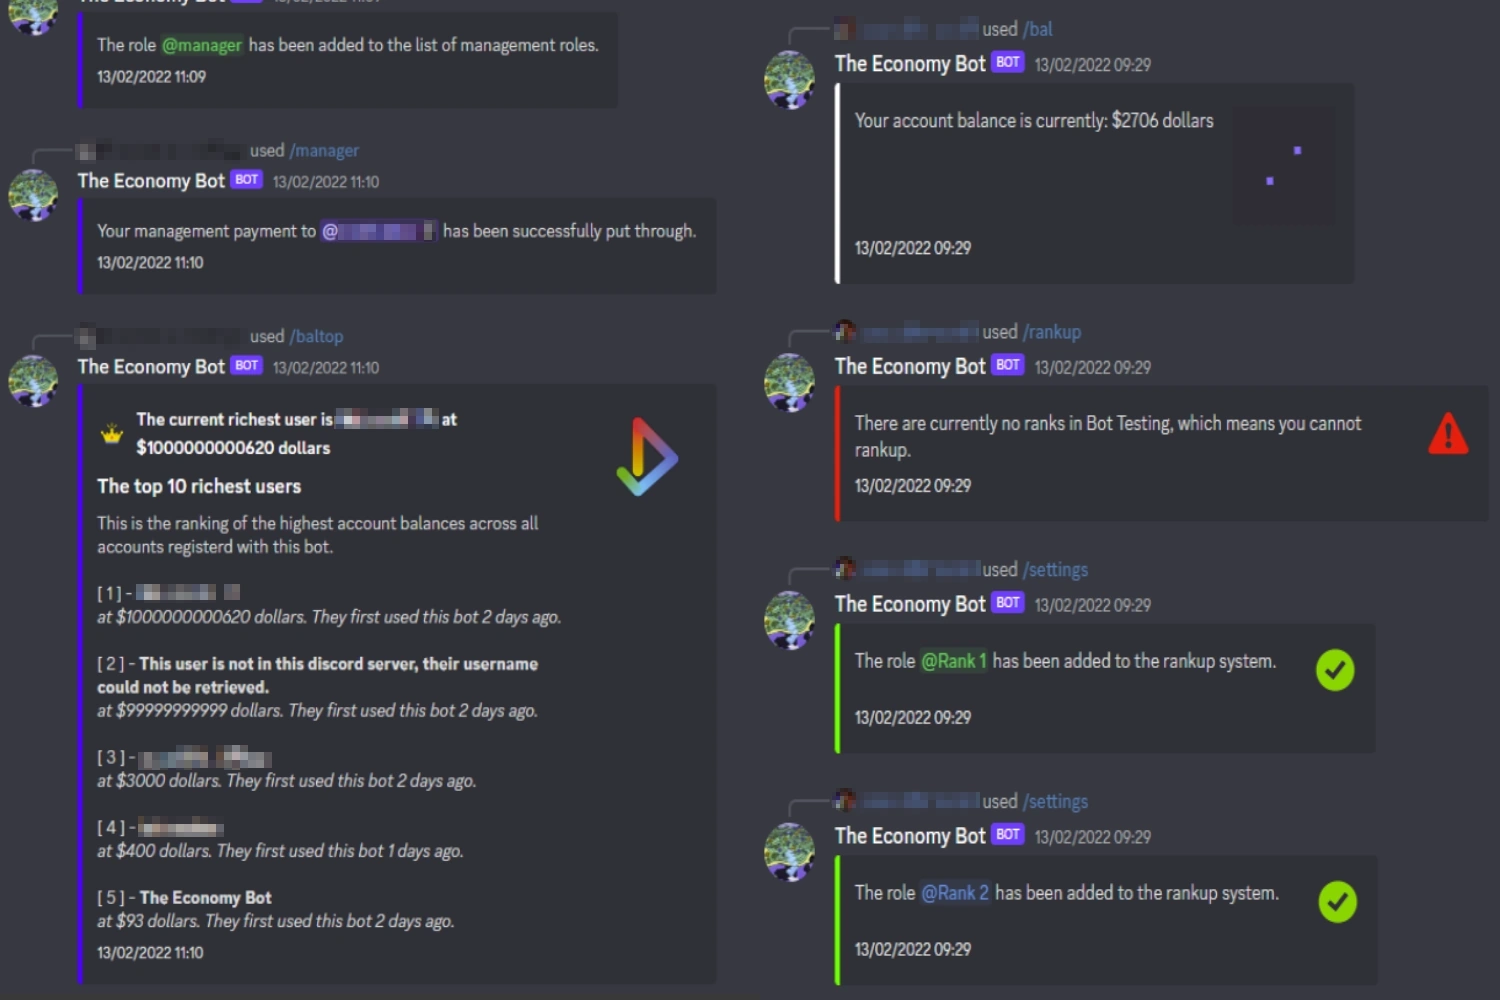 The Economy Bot BOT
The role @manager has been added to the list of management roles.
13/02/2022 11:09
used /manager
The Economy Bot BOT 13/02/2022 11:10
Your management payment to @ has been successfully put through.
13/02/2022 11:10
used /baltop
The Economy Bot BOT 13/02/2022 11:10
The current richest user is at
$1000000000620 dollars
The top 10 richest users
This is the ranking of the highest account balances across all
accounts registerd with this bot.
[ 1 ] -
at $1000000000620 dollars. They first used this bot 2 days ago.
[ 2 ] - This user is not in this discord server, their username
could not be retrieved.
at $99999999999 dollars. They first used this bot 2 days ago.
[ 3 ] -
at $3000 dollars. They first used this bot 2 days ago.
[ 4 ] -
at $400 dollars. They first used this bot 1 days ago.
[ 5 ] - The Economy Bot
at $93 dollars. They first used this bot 2 days ago.
13/02/2022 11:10
used /bal
The Economy Bot BOT 13/02/2022 09:29
Your account balance is currently: $2706 dollars
13/02/2022 09:29
used /rankup
The Economy Bot BOT 13/02/2022 09:29
There are currently no ranks in Bot Testing, which means you cannot
rankup.
13/02/2022 09:29
used /settings
The Economy Bot BOT 13/02/2022 09:29
The role @Rank 1 has been added to the rankup system.
13/02/2022 09:29
used /settings
The Economy Bot BOT 13/02/2022 09:29
The role @Rank 2 has been added to the rankup system.
13/02/2022 09:29